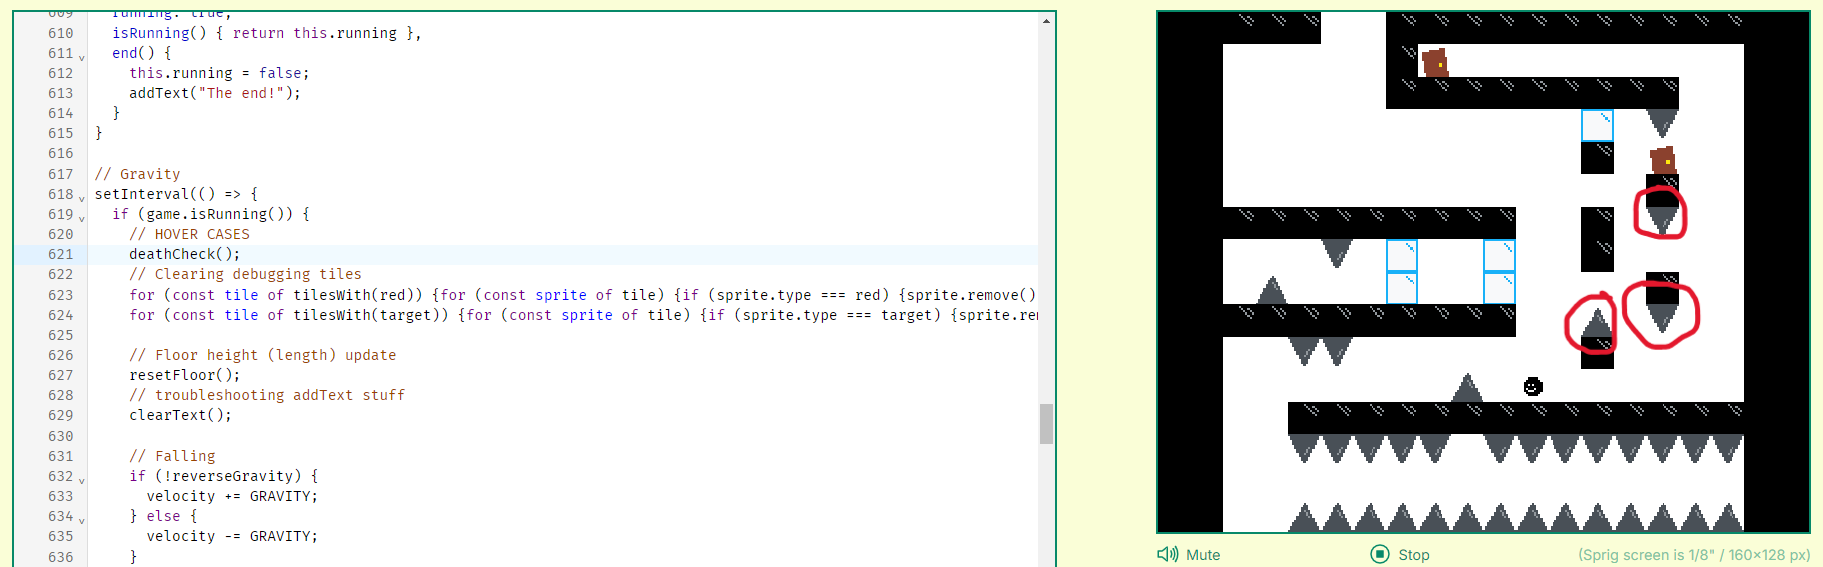 609 running: true,
610 isRunning() { return this.running },
611 end() {
612 this.running = false;
613 addText("The end!");
614 }
615 }
616
617 // Gravity
618 setInterval(() => {
619 if (game.isRunning()) {
620 // HOVER CASES
621 deathCheck();
622 // Clearing debugging tiles
623 for (const tile of tilesWith(red)) {for (const sprite of tile) {if (sprite.type === red) {sprite.remove()
624 for (const tile of tilesWith(target)) {for (const sprite of tile) {if (sprite.type === target) {sprite.re
625
626 // Floor height (length) update
627 resetFloor();
628 // troubleshooting addText stuff
629 clearText();
630
631 // Falling
632 if (!reverseGravity) {
633 velocity += GRAVITY;
634 } else {
635 velocity -= GRAVITY;
636 }
Mute
Stop
(Sprig screen is 1/8" / 160×128 px)